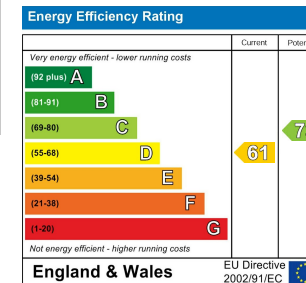 Energy Efficiency Rating
Current
Very energy efficient - lower running costs
(92 plus) A
(81-91) B
(69-80) C
(55-68) D
61
(39-54) E
(21-38) F
(1-20) G
Not energy efficient - higher running costs
England & Wales
EU Directive
2002/91/EC